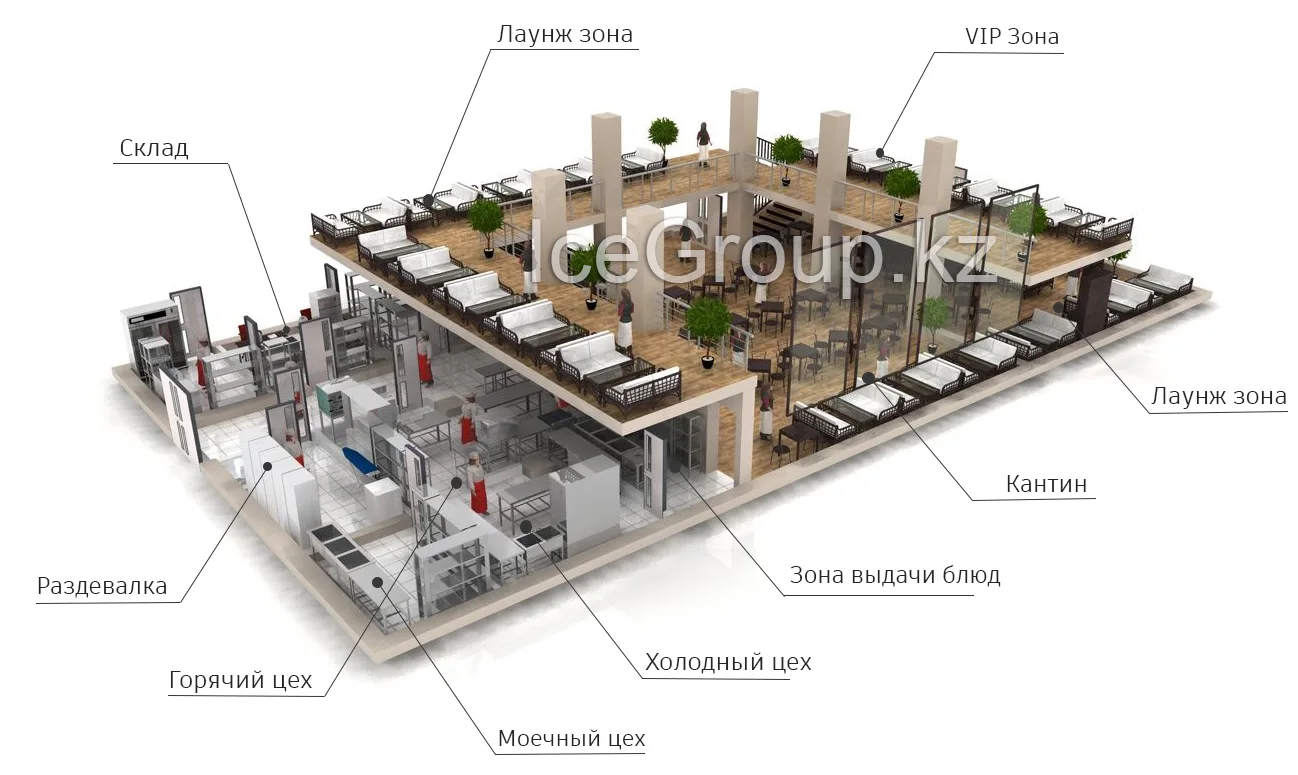 Лаунж зона
VIP Зона
Склад
IceGroup.kz
Лаунж зона
Кантин
Зона выдачи блюд
Раздевалка
Холодный цех
Горячий цех
Моечный цех